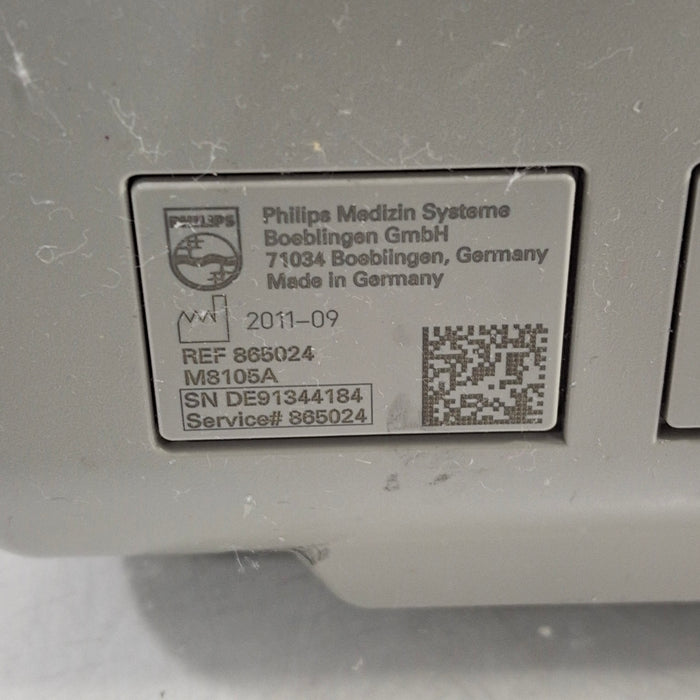 PHILIPS
Philips Medizin Systeme
Boeblingen GmbH
71034 Boeblingen, Germany
Made in Germany
2011-09
REF 865024
M8105A
SN DE91344184
Service# 865024